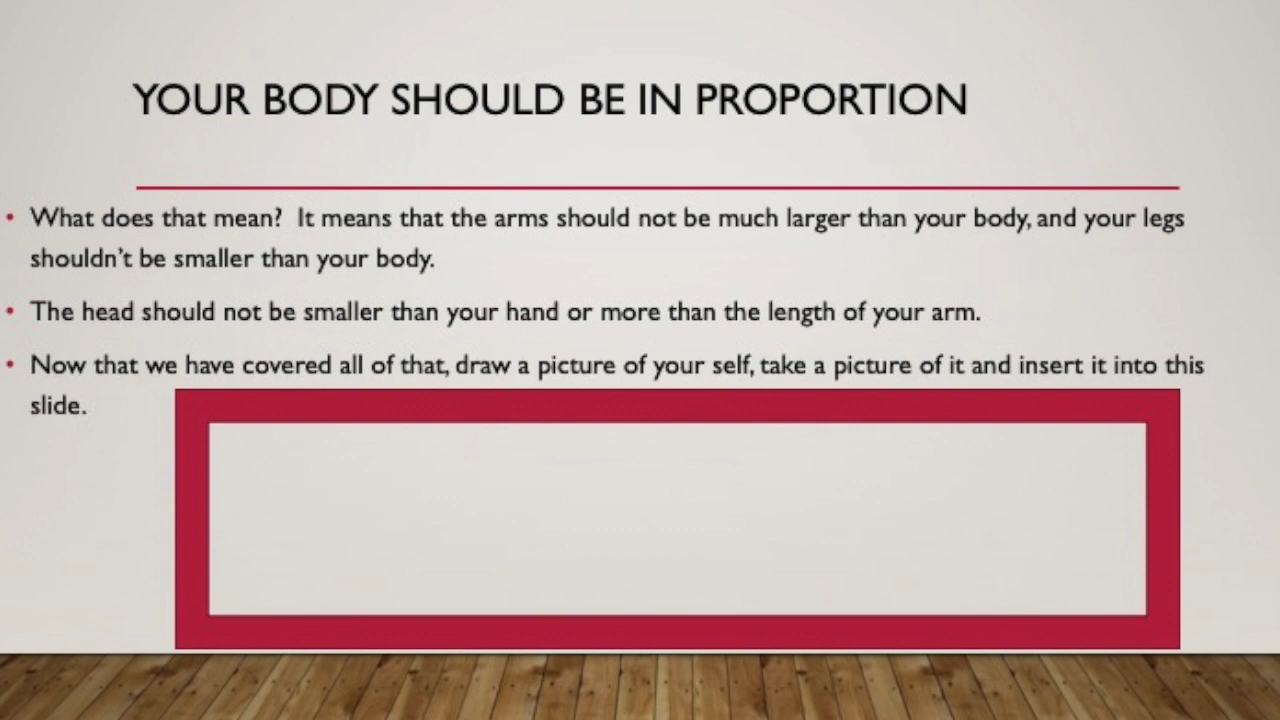 YOUR BODY SHOULD BE IN PROPORTION
• What does that mean?  It means that the arms should not be much larger than your body, and your legs
shouldn't be smaller than your body.
• The head should not be smaller than your hand or more than the length of your arm.
• Now that we have covered all of that, draw a picture of your self, take a picture of it and insert it into this
slide.